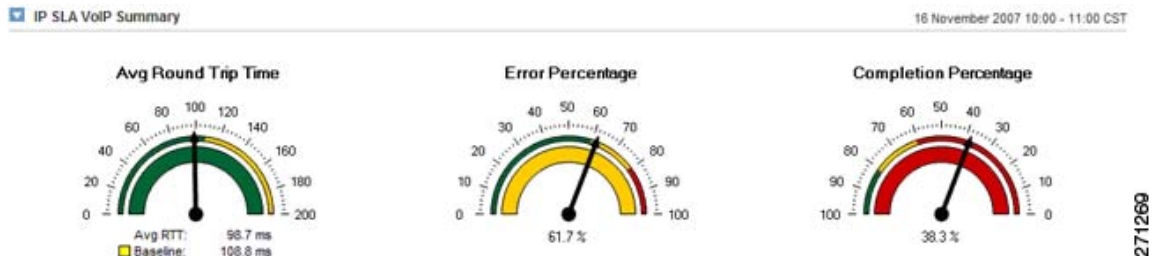 IP SLA VoIP Summary
16 November 2007 10:00 - 11:00 CST
Avg Round Trip Time
0 20 40 60 80 100 120 140 160 180 200
Avg RTT: 98.7 ms
Baseline: 108.8 ms
Error Percentage
0 10 20 30 40 50 60 70 80 90 100
61.7 %
Completion Percentage
100 90 80 70 60 50 40 30 20 10 0
38.3 %
271269